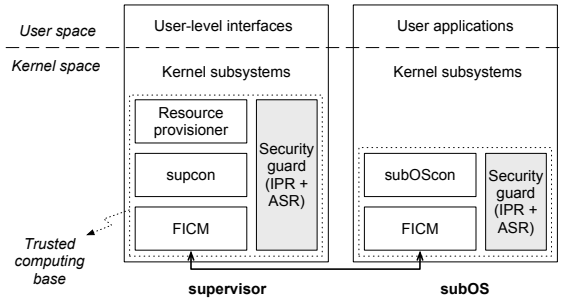 User space
User-level interfaces
User applications
Kernel space
Kernel subsystems
Kernel subsystems
Resource
provisioner
supcon
FICM
Security
guard
(IPR +
ASR)
subOScon
FICM
Security
guard
(IPR +
ASR)
Trusted
computing
base
supervisor
subOS